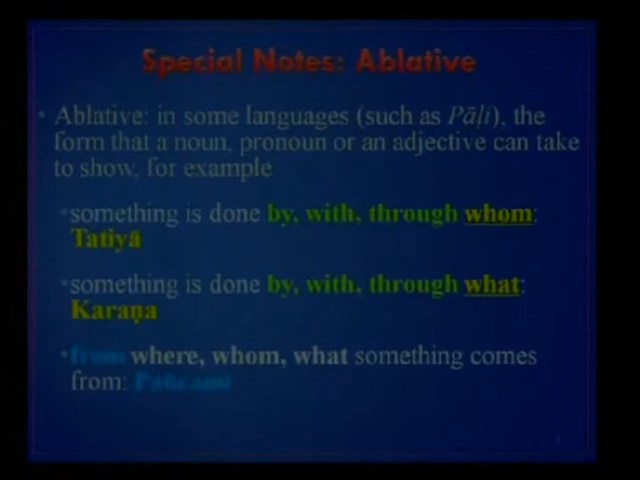 Special Notes: Ablative
• Ablative: in some languages (such as Pāḷi), the
form that a noun, pronoun or an adjective can take
to show, for example
•something is done by, with, through whom:
Tatiyā
•something is done by, with, through what:
Karaṇa
•from where, whom, what something comes
from: Pañcamī